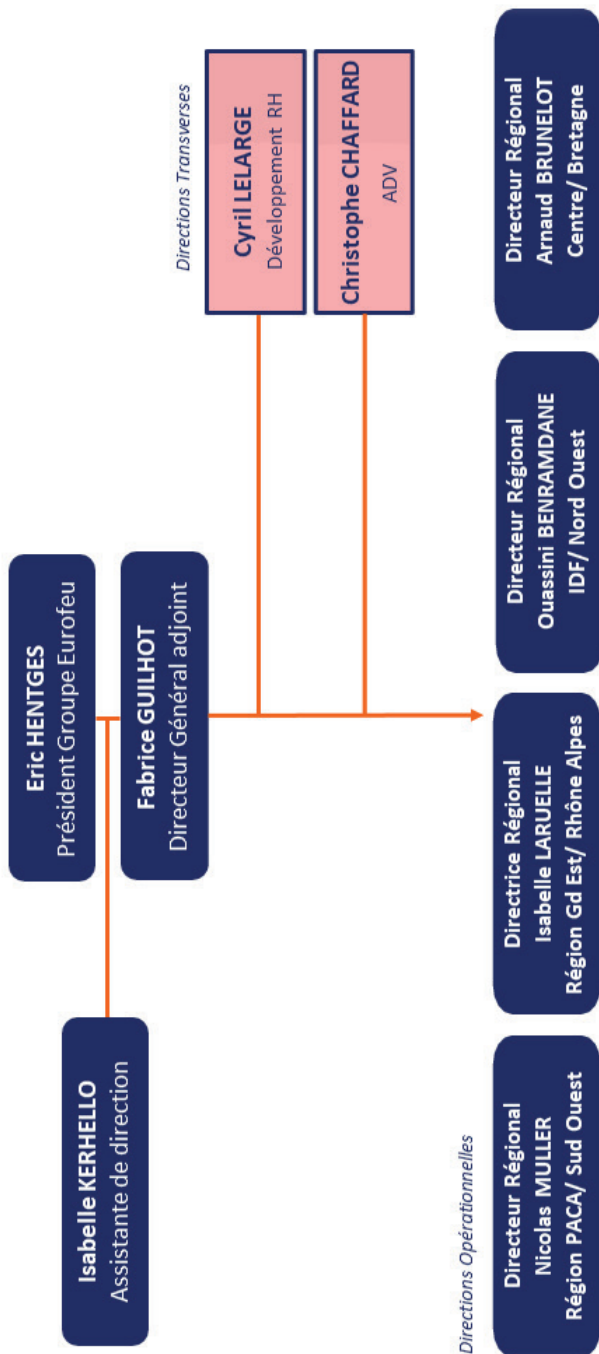 Eric HENTGES
Président Groupe Eurofeu
Isabelle KERHELLO
Assistante de direction
Fabrice GUILHOT
Directeur Général adjoint
Directions Transverses
Cyril LELARGE
Développement RH
Christophe CHAFFARD
ADV
Directions Opérationnelles
Directeur Régional
Nicolas MULLER
Région PACA/ Sud Ouest
Directrice Régional
Isabelle LARUELLE
Région Gd Est/ Rhône Alpes
Directeur Régional
Ouassini BENRAMDANE
IDF/ Nord Ouest
Directeur Régional
Arnaud BRUNELOT
Centre/ Bretagne